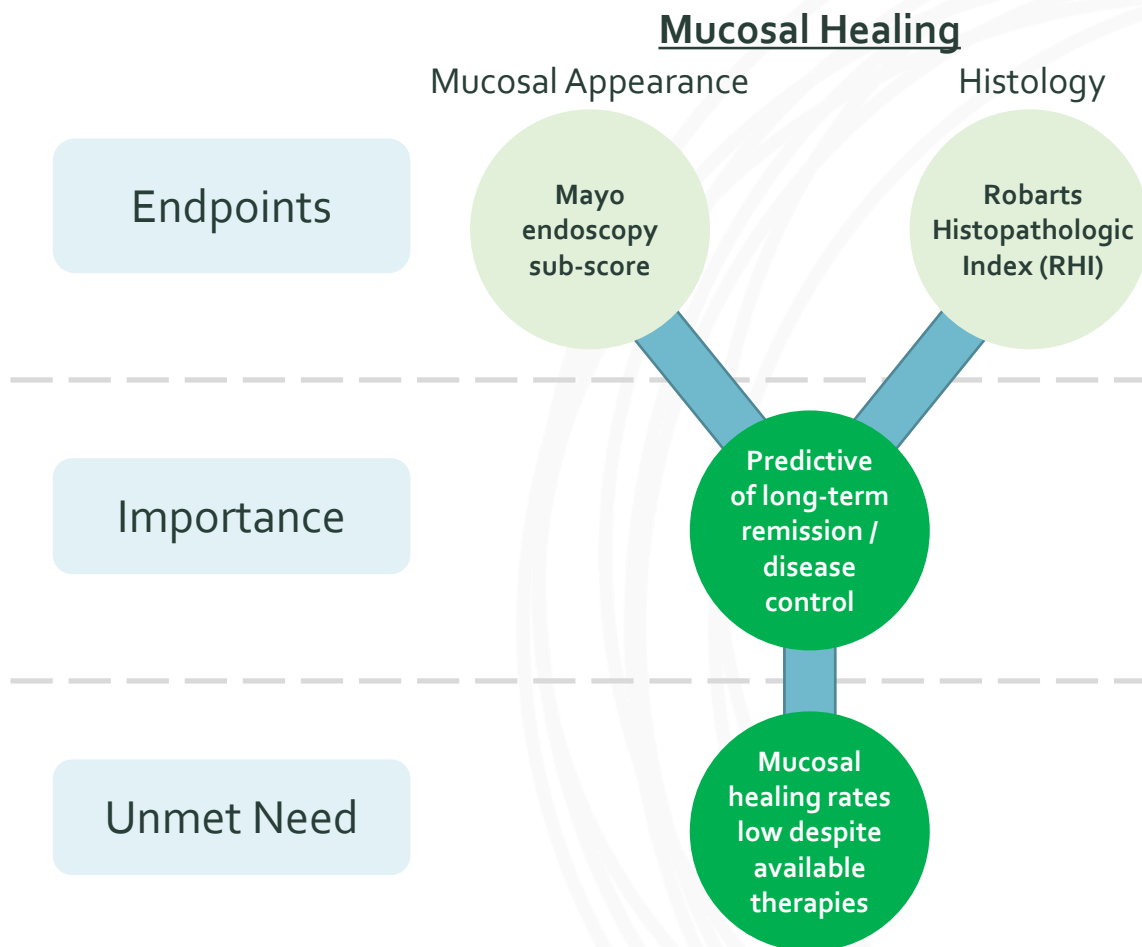 Mucosal Healing
Mucosal Appearance
Histology
Endpoints
Mayo
endoscopy
sub-score
Robarts
Histopathologic
Index (RHI)
Importance
Predictive
of long-term
remission /
disease
control
Unmet Need
Mucosal
healing rates
low despite
available
therapies